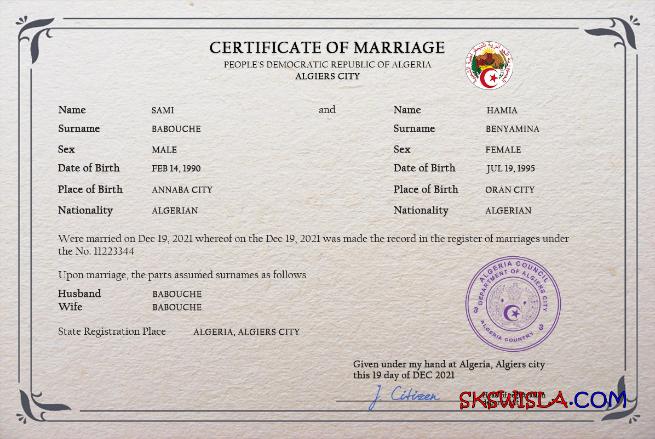 CERTIFICATE OF MARRIAGE
PEOPLE'S DEMOCRATIC REPUBLIC OF ALGERIA
ALGIERS CITY
Name SAMI and Name HAMIA
Surname BABOUCHE Surname BENYAMINA
Sex MALE Sex FEMALE
Date of Birth FEB 14, 1990 Date of Birth JUL 19, 1995
Place of Birth ANNABA CITY Place of Birth ORAN CITY
Nationality ALGERIAN Nationality ALGERIAN
Were married on Dec 19, 2021 whereof on the Dec 19, 2021 was made the record in the register of marriages under
the No. 11223344
Upon marriage, the parts assumed surnames as follows
Husband BABOUCHE
Wife BABOUCHE
State Registration Place ALGERIA, ALGIERS CITY
ALGERIA COUNCIL
DEPARTMENT OF ALGIERS CITY
ALGERIA COUNTRY
Given under my hand at Algeria, Algiers city
this 19 day of DEC 2021
J. Citizen
SKSWISLA.COM